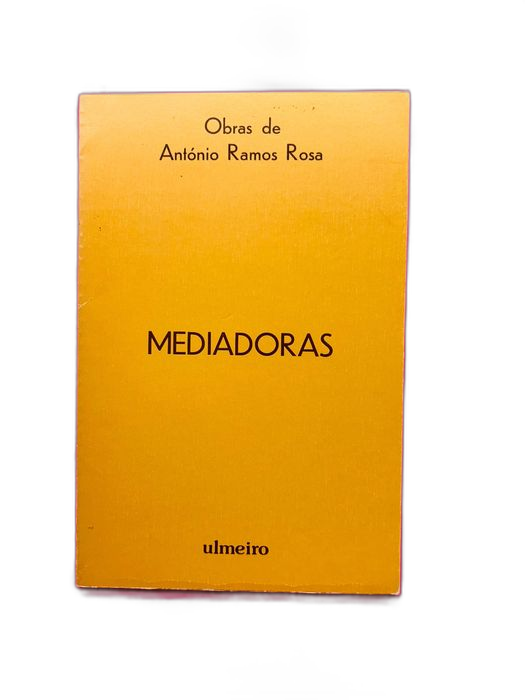 Obras de
António Ramos Rosa
MEDIADORAS
ulmeiro